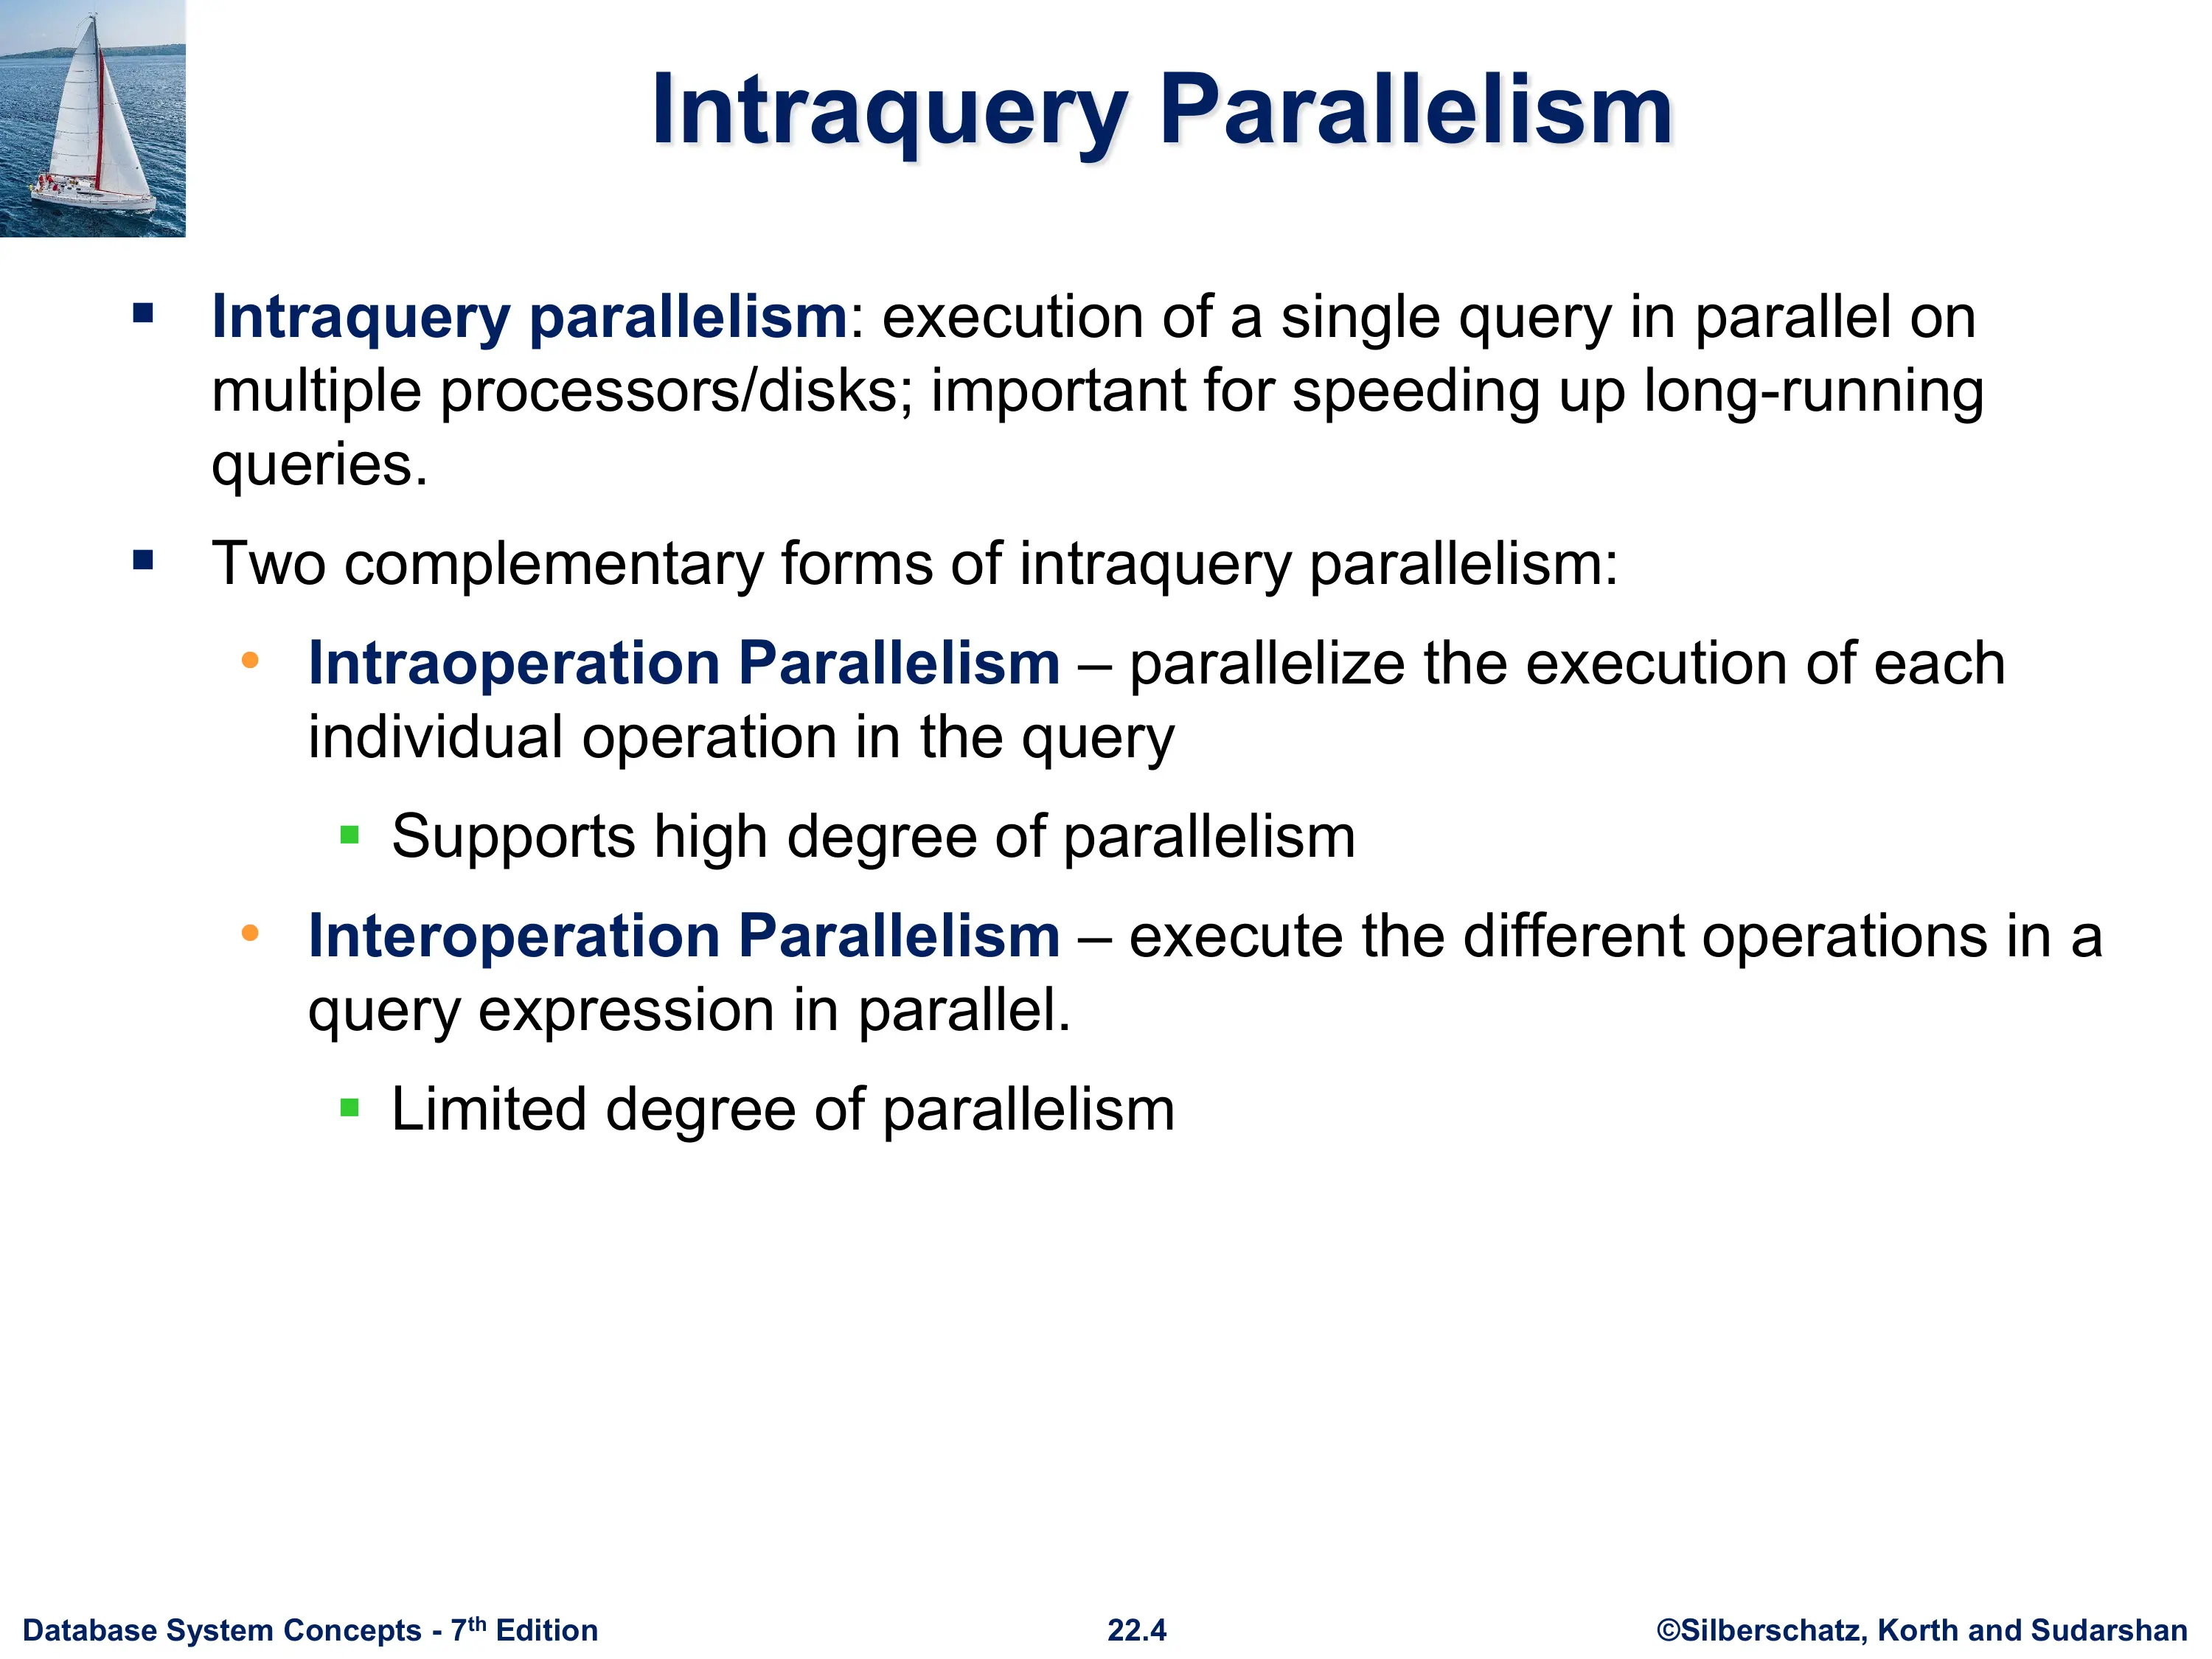 Intraquery Parallelism
▪ Intraquery parallelism: execution of a single query in parallel on
multiple processors/disks; important for speeding up long-running
queries.
▪ Two complementary forms of intraquery parallelism:
• Intraoperation Parallelism – parallelize the execution of each
individual operation in the query
▪ Supports high degree of parallelism
• Interoperation Parallelism – execute the different operations in a
query expression in parallel.
▪ Limited degree of parallelism
Database System Concepts - 7th Edition
22.4
©Silberschatz, Korth and Sudarshan